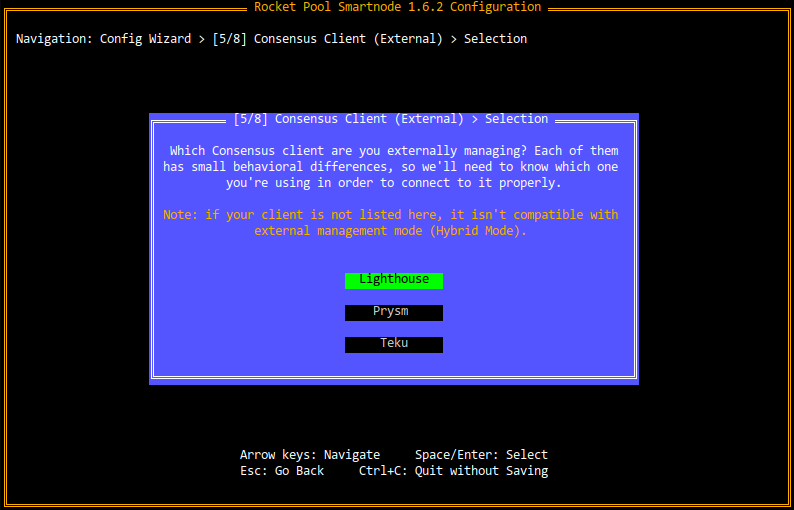 Rocket Pool Smartnode 1.6.2 Configuration
Navigation: Config Wizard > [5/8] Consensus Client (External) > Selection
[5/8] Consensus Client (External) > Selection
Which Consensus client are you externally managing? Each of them
has small behavioral differences, so we'll need to know which one
you're using in order to connect to it properly.
Note: if your client is not listed here, it isn't compatible with
external management mode (Hybrid Mode).
Lighthouse
Prysm
Teku
Arrow keys: Navigate     Space/Enter: Select
Esc: Go Back     Ctrl+C: Quit without Saving